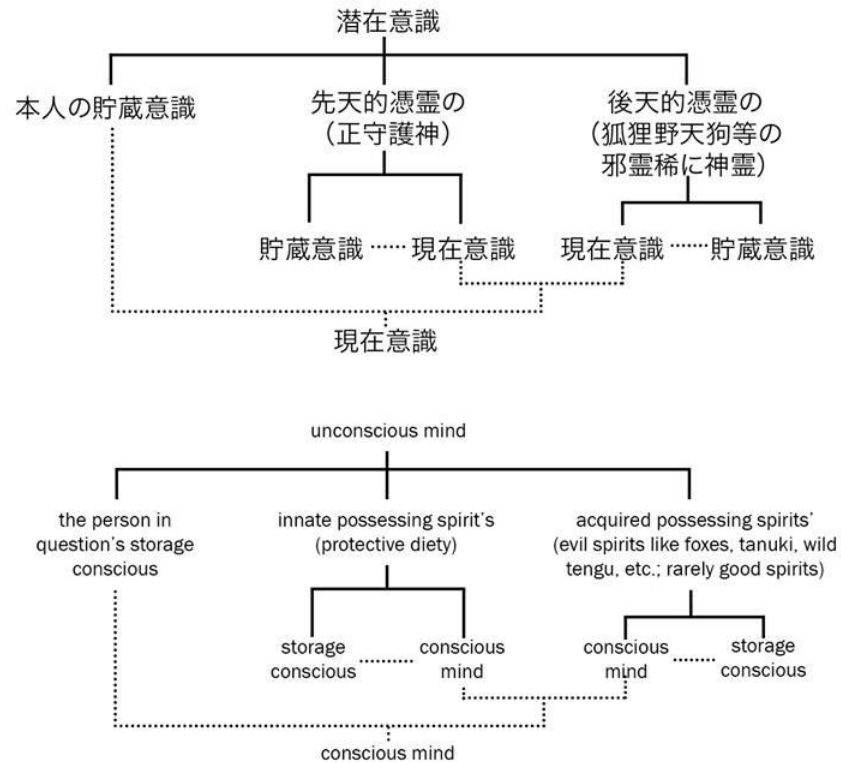 潜在意識
本人の貯蔵意識
先天的憑霊の
（正守護神）
後天的憑霊の
（狐狸野天狗等の
邪霊稀に神霊）
貯蔵意識
現在意識
現在意識
貯蔵意識
現在意識
unconscious mind
the person in
question's storage
conscious
innate possessing spirit's
(protective diety)
acquired possessing spirits'
(evil spirits like foxes, tanuki, wild
tengu, etc.; rarely good spirits)
storage
conscious
conscious
mind
conscious
mind
storage
conscious
conscious mind